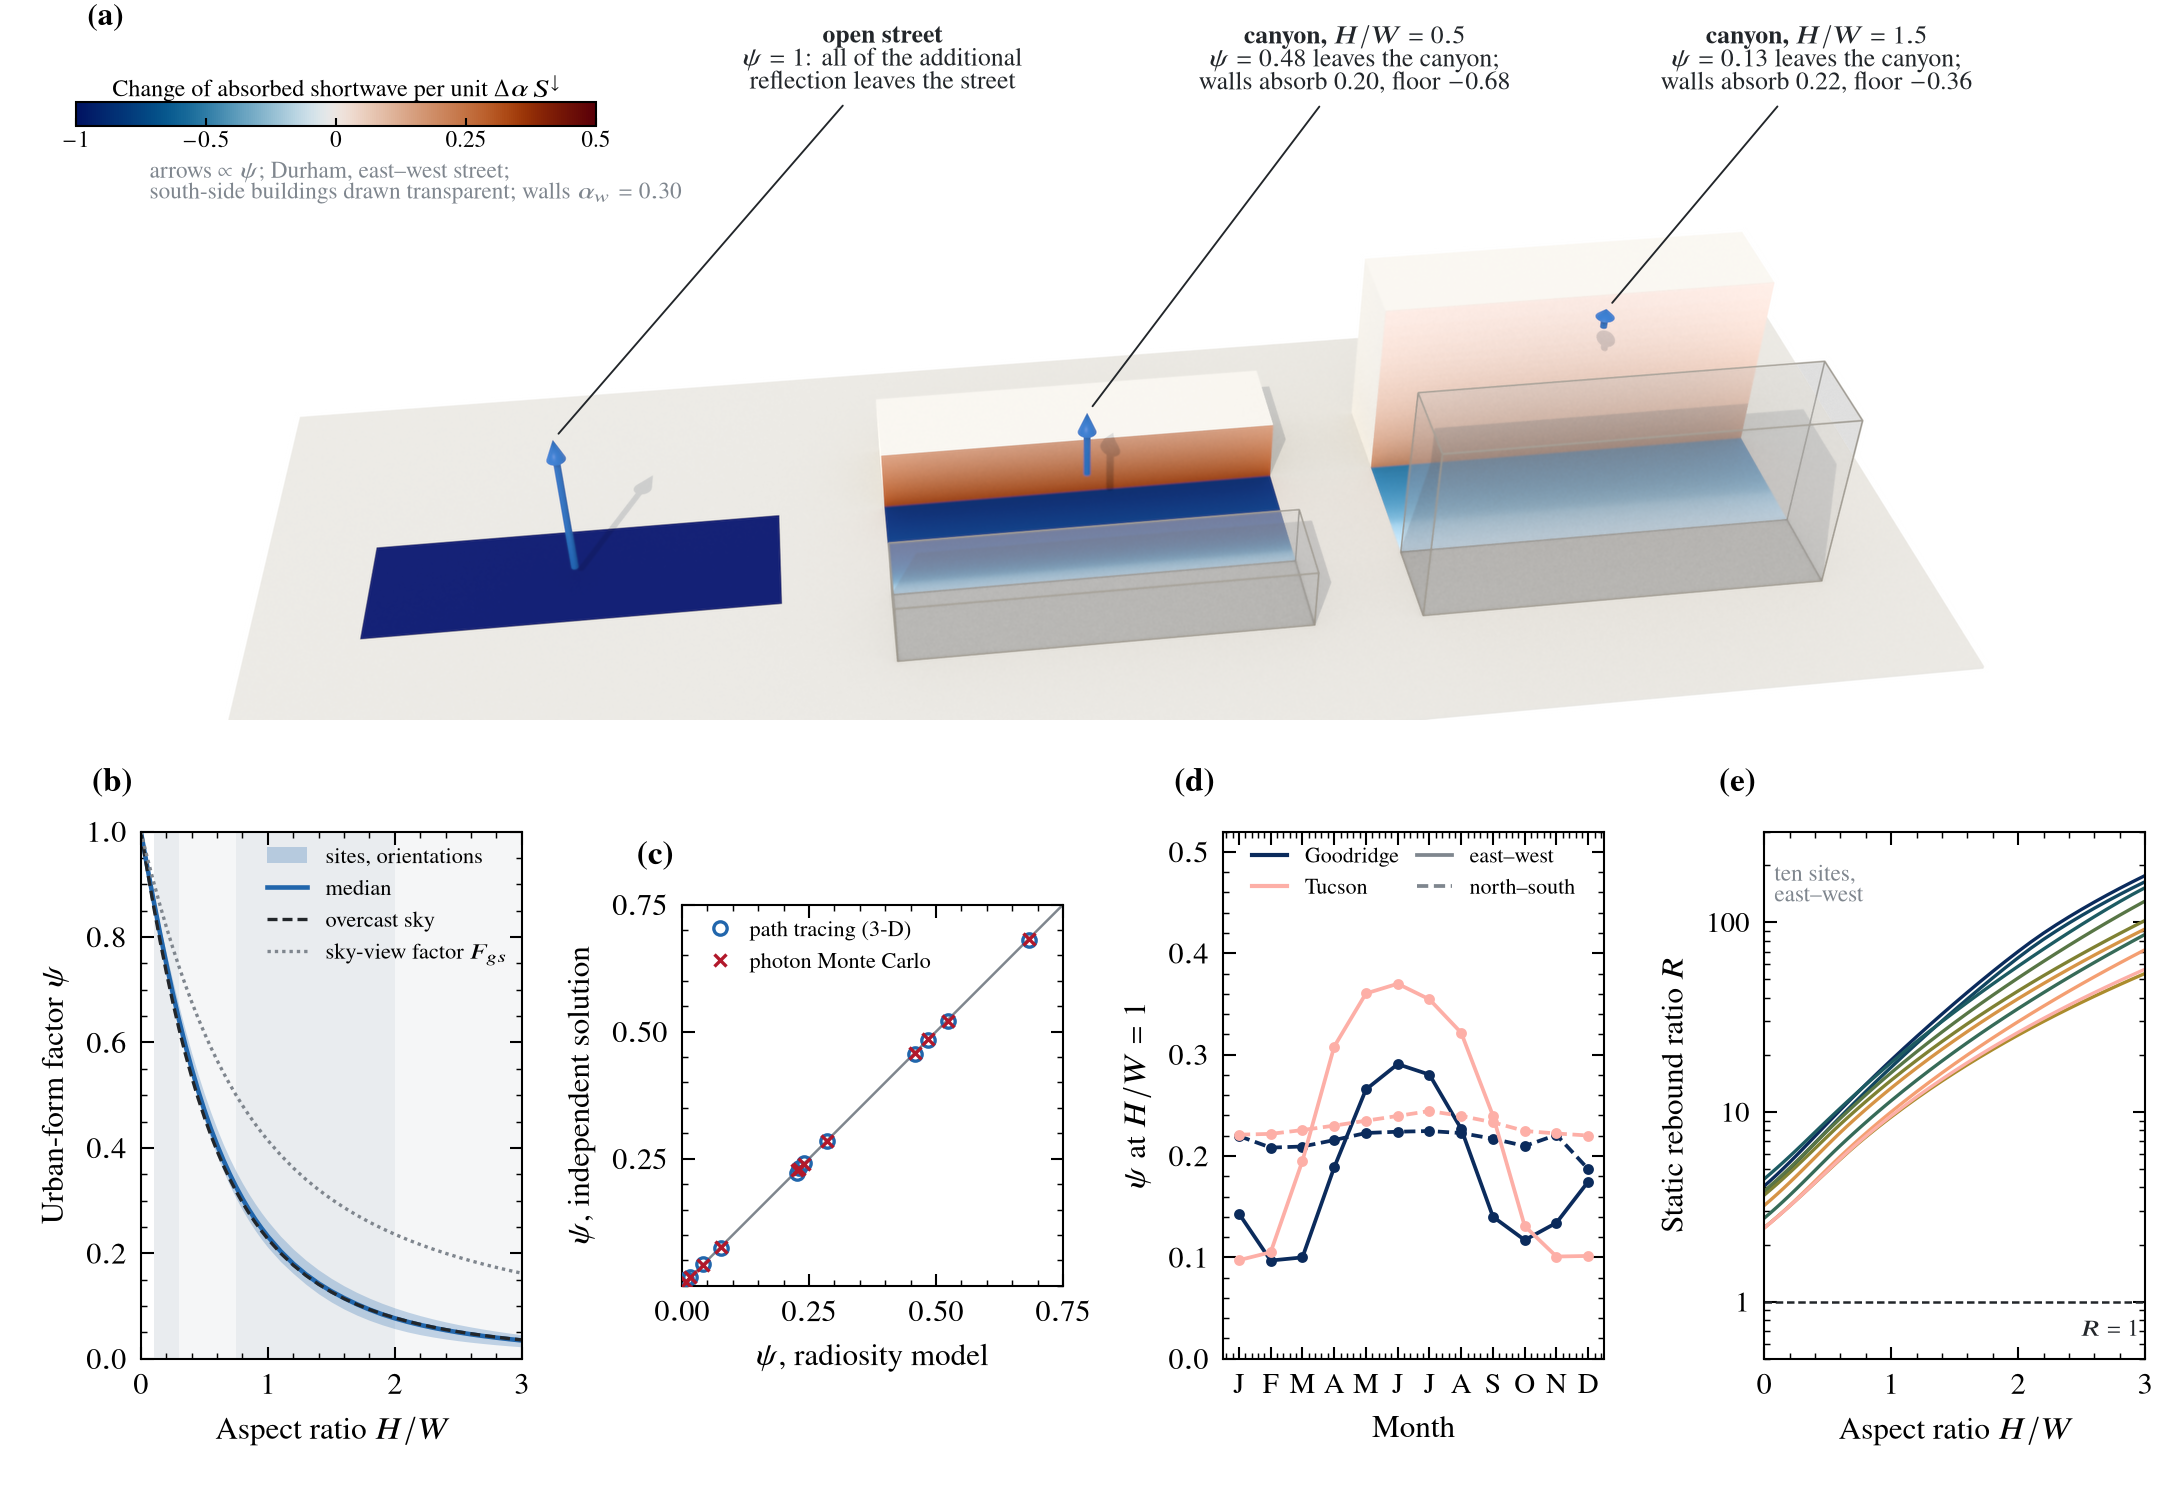 (a)
open street
ψ = 1: all of the additional
reflection leaves the street
canyon, H/W = 0.5
ψ = 0.48 leaves the canyon;
walls absorb 0.20, floor −0.68
canyon, H/W = 1.5
ψ = 0.13 leaves the canyon;
walls absorb 0.22, floor −0.36
Change of absorbed shortwave per unit Δα S↓
−1 −0.5 0 0.25 0.5
arrows ∝ ψ; Durham, east–west street;
south-side buildings drawn transparent; walls α_w = 0.30
(b)
Urban-form factor ψ
1.0
0.8
0.6
0.4
0.2
0.0
sites, orientations
median
overcast sky
sky-view factor F_gs
0 1 2 3
Aspect ratio H/W
(c)
ψ, independent solution
0.75
0.50
0.25
path tracing (3-D)
photon Monte Carlo
0.00 0.25 0.50 0.75
ψ, radiosity model
(d)
ψ at H/W = 1
0.5
0.4
0.3
0.2
0.1
0.0
Goodridge
Tucson
east–west
north–south
J F M A M J J A S O N D
Month
(e)
Static rebound ratio R
100
10
1
ten sites,
east–west
R = 1
0 1 2 3
Aspect ratio H/W